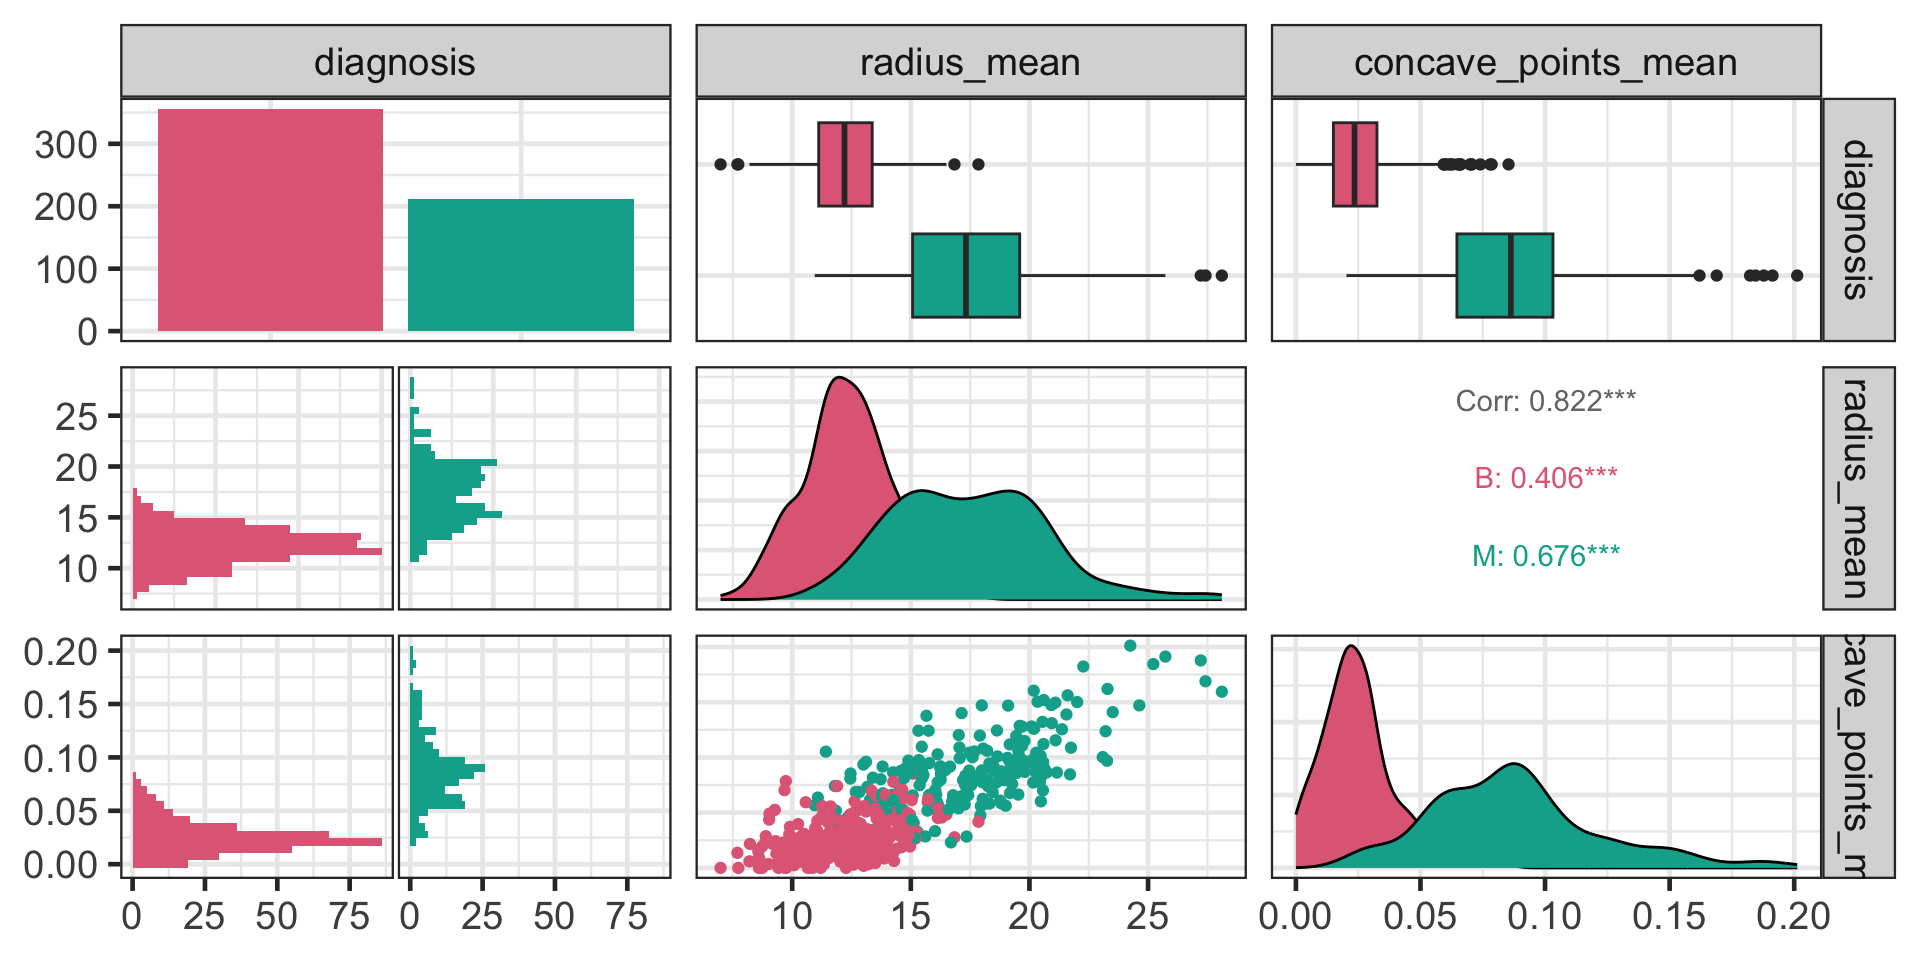 diagnosis radius_mean concave_points_mean
300
200
100
0
diagnosis
25
20
15
10
Corr: 0.822***
B: 0.406***
M: 0.676***
radius_mean
0.20
0.15
0.10
0.05
0.00
cave_points_m
0 25 50 75 0 25 50 75 10 15 20 25 0.00 0.05 0.10 0.15 0.20